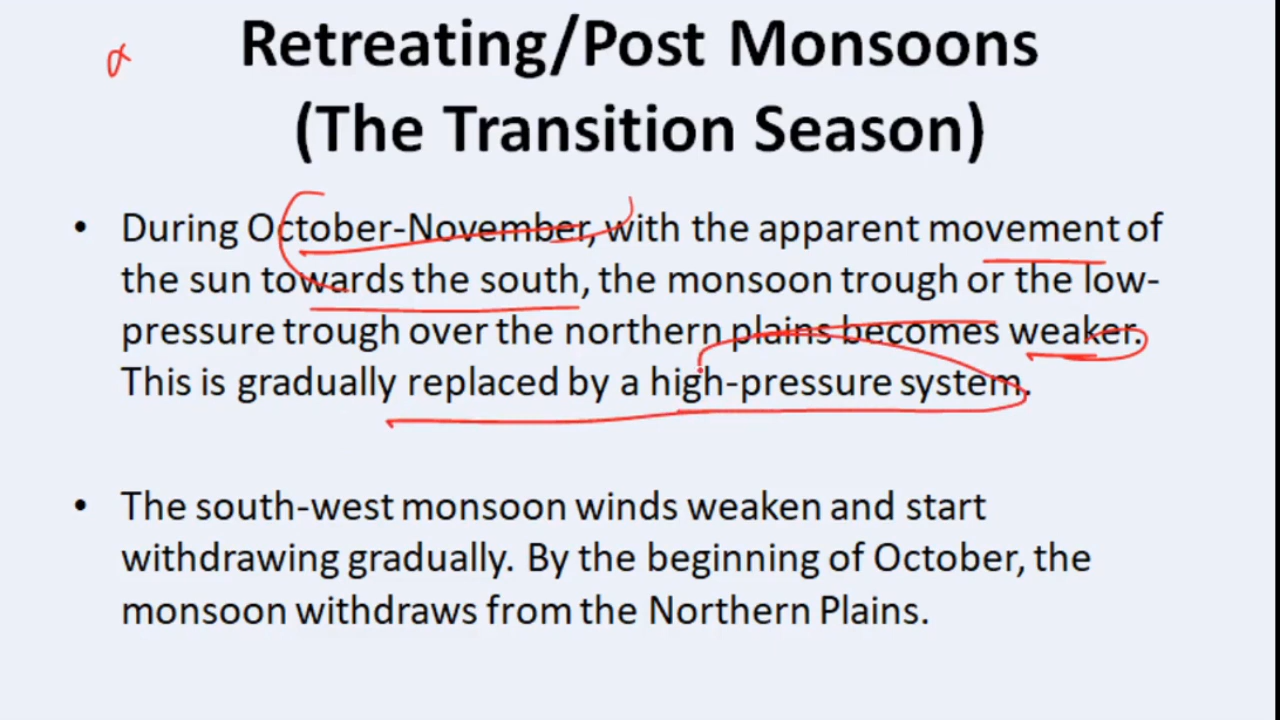 Retreating/Post Monsoons
(The Transition Season)
• During October-November, with the apparent movement of
the sun towards the south, the monsoon trough or the low-
pressure trough over the northern plains becomes weaker.
This is gradually replaced by a high-pressure system.
• The south-west monsoon winds weaken and start
withdrawing gradually. By the beginning of October, the
monsoon withdraws from the Northern Plains.